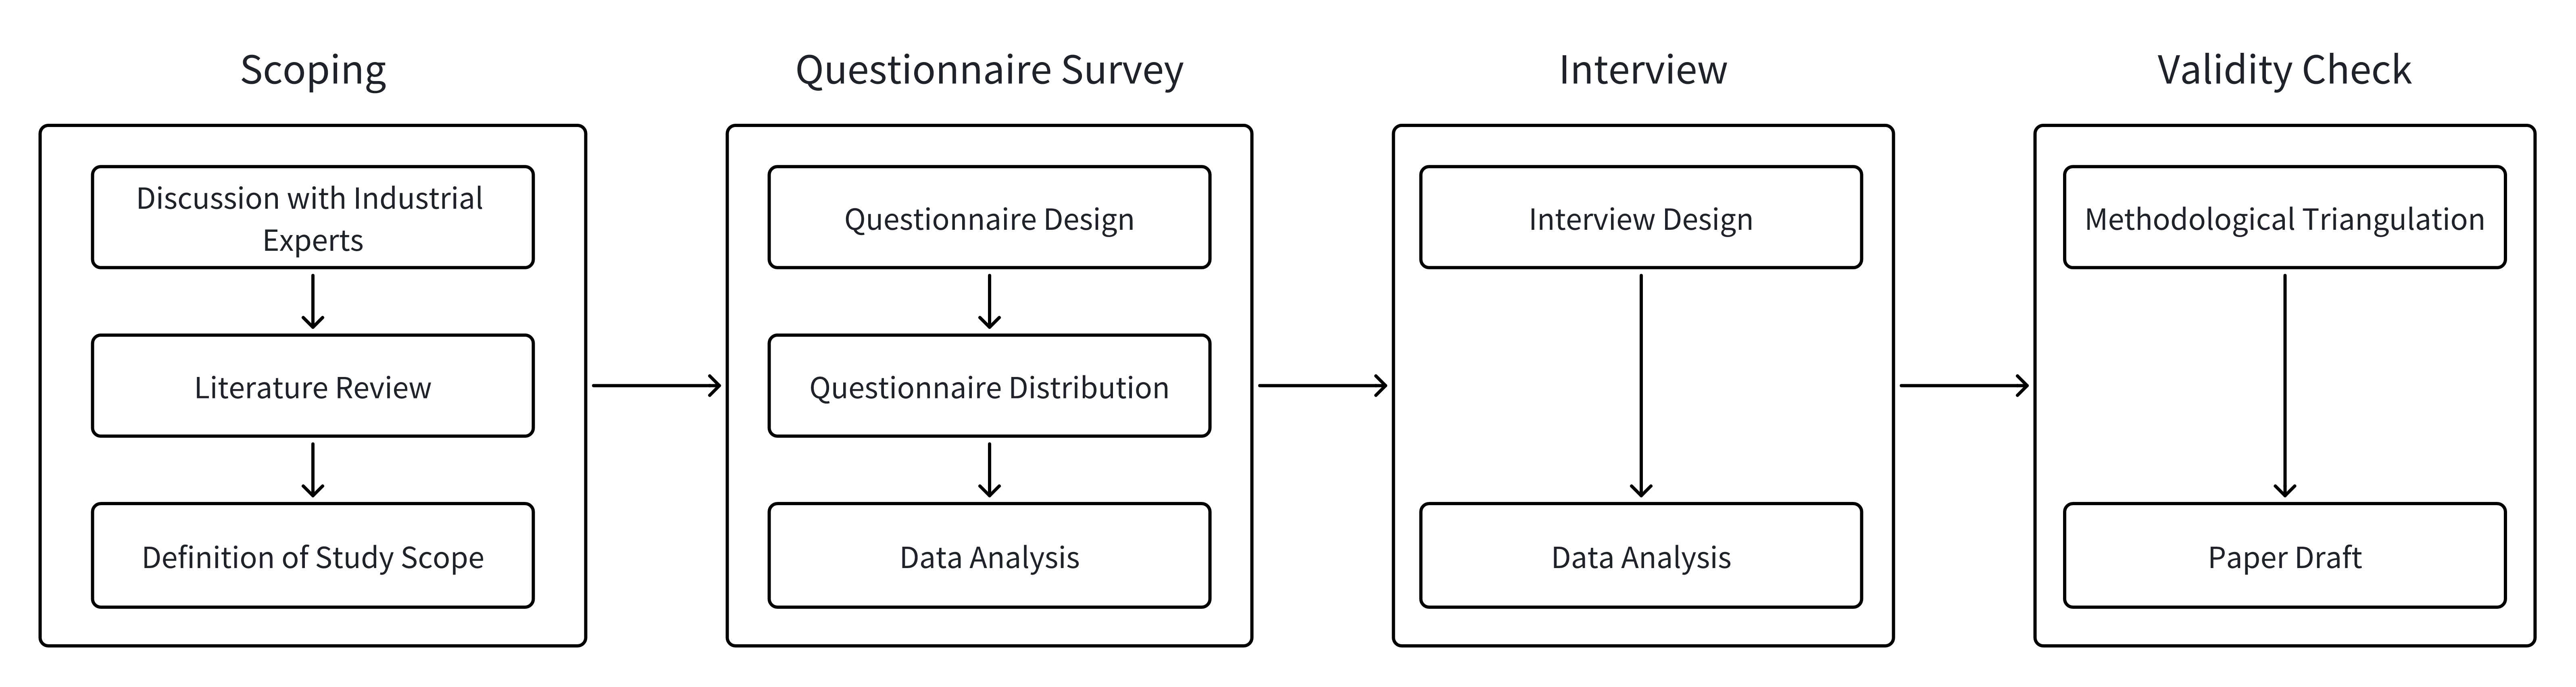 Scoping
Discussion with Industrial
Experts
Literature Review
Definition of Study Scope
Questionnaire Survey
Questionnaire Design
Questionnaire Distribution
Data Analysis
Interview
Interview Design
Data Analysis
Validity Check
Methodological Triangulation
Paper Draft